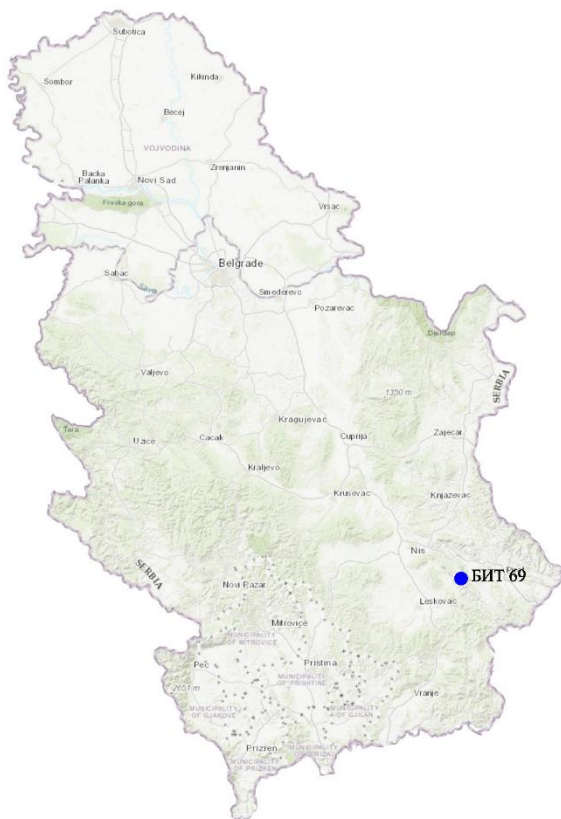 Subotica
Sombor
Kikinda
Becej
VOJVODINA
Backa
Palanka
Novi Sad
Zrenjanin
Fruska gora
Vrsac
Belgrade
Sabac
Sava
Smederevo
Pozarevac
Djerdap
SERBIA
Valjevo
1350 m
Kragujevac
Tara
Uzice
Cacak
Cuprija
Zajecar
Kraljevo
Krusevac
Knjazevac
Nis
SERBIA
БИТ 69
Novi Pazar
Leskovac
Mitrovice
MUNICIPALITY
OF MITROVICE
Peć
Pristina
MUNICIPALITY
OF PRISHTINE
2651 m
Vranje
MUNICIPALITY
OF GJAKOVE
MUNICIPALITY
OF GJILAN
Prizren
MUNICIPALITY
OF PRIZREN
MUNICIPALITY